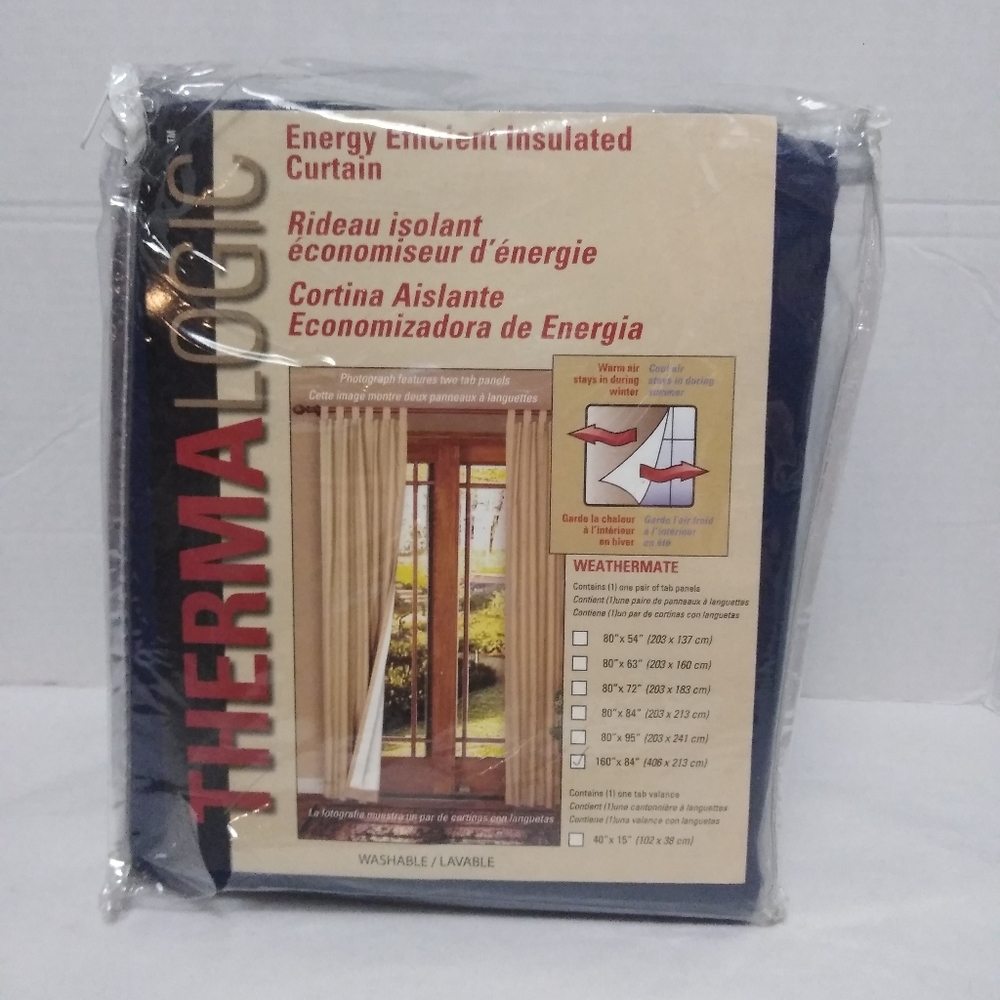 THERMALOGIC™
Energy Efficient Insulated
Curtain
Rideau isolant
économiseur d'énergie
Cortina Aislante
Economizadora de Energia
Photograph features two tab panels
Cette image montre deux panneaux à languettes
Warm air
stays in during
winter
Cool air
stays in during
summer
Garde la chaleur
à l'intérieur
en hiver
Garde l'air froid
à l'intérieur
en été
WEATHERMATE
Contains (1) one pair of tab panels
Contient (1)une paire de panneaux à languettes
Contiene (1)un par de cortinas con languetas
80"x 54" (203 x 137 cm)
80"x 63" (203 x 160 cm)
80"x 72" (203 x 183 cm)
80"x 84" (203 x 213 cm)
80"x 95" (203 x 241 cm)
160"x 84" (406 x 213 cm)
Contains (1) one tab valance
Contient (1)une cantonnière à languettes
Contiene (1)una valanca con languetas
40"x 15" (102 x 38 cm)
La fotografia muestra un par de cortinas con languetas
WASHABLE / LAVABLE